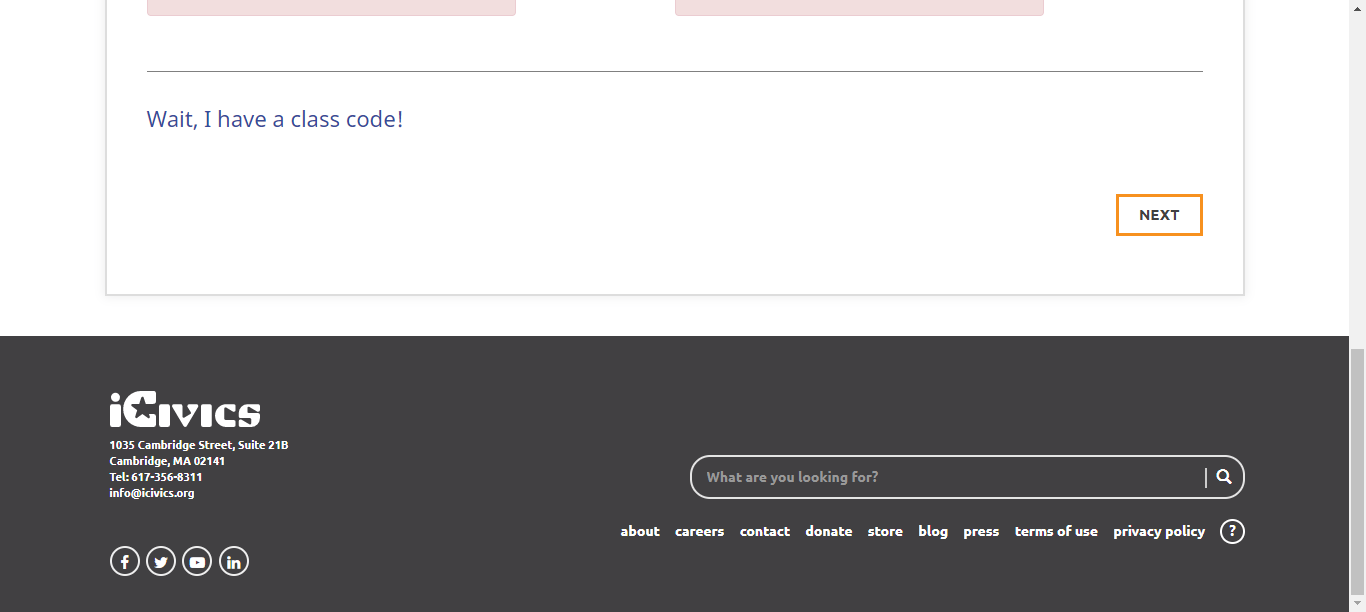 Wait, I have a class code!
NEXT
iCIVICS
1035 Cambridge Street, Suite 21B
Cambridge, MA 02141
Tel: 617-356-8311
info@icivics.org
What are you looking for?
about careers contact donate store blog press terms of use privacy policy ?